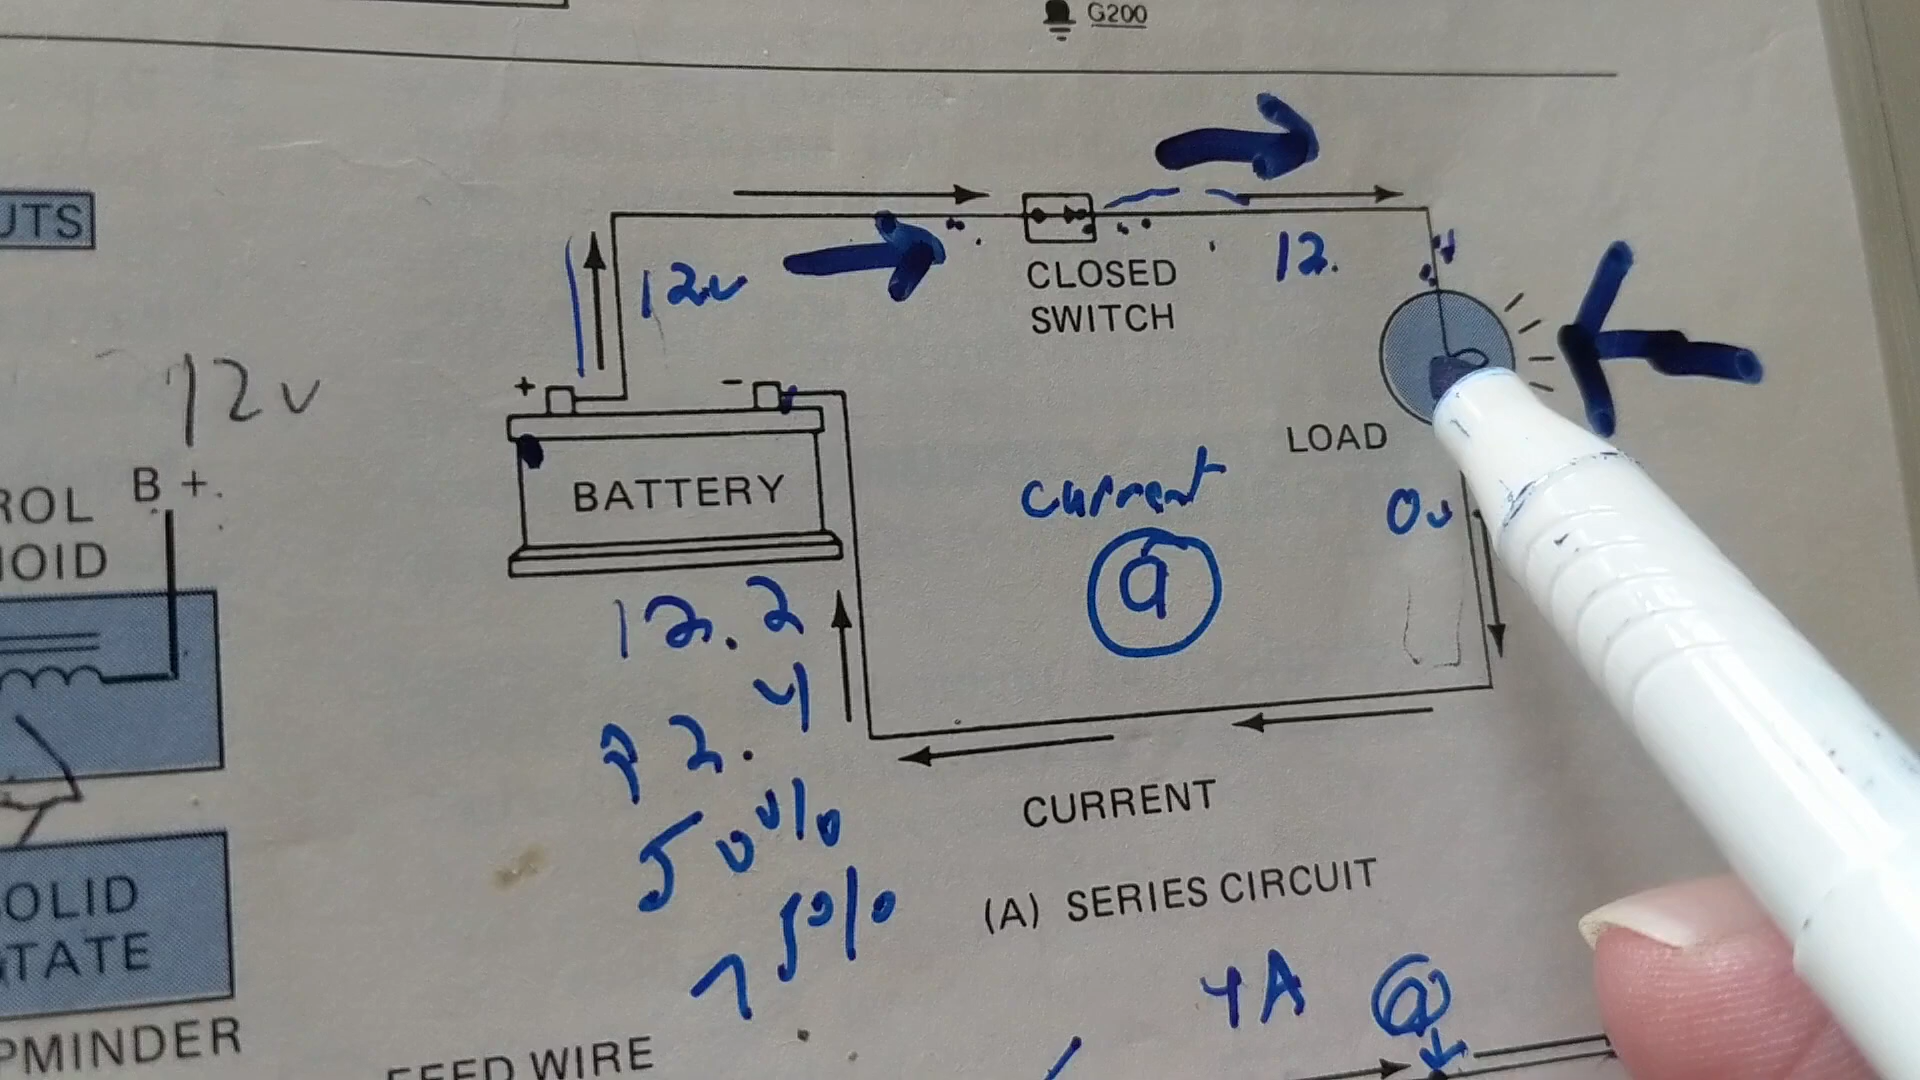 G200
UTS
12v
12.
CLOSED
SWITCH
12v
+ -
LOAD
B +.
ROL
OID
BATTERY
current
0v
a
12.2
4
12.
50%
75%
CURRENT
(A) SERIES CIRCUIT
OLID
TATE
PMINDER
FEED WIRE
4A
a